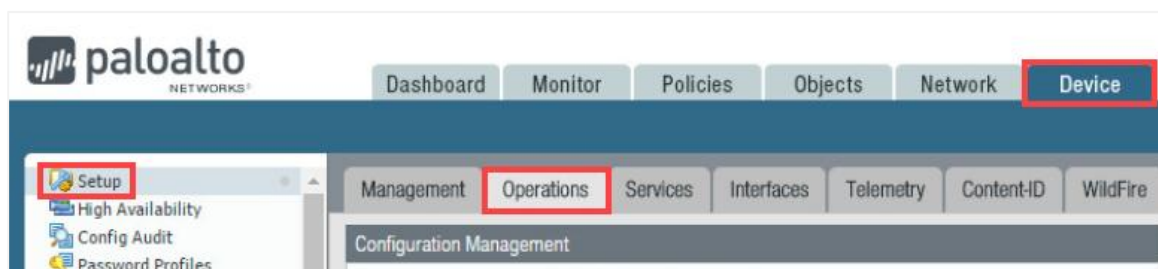 paloalto
NETWORKS®
Dashboard Monitor Policies Objects Network Device
Setup
High Availability
Config Audit
Password Profiles
Management Operations Services Interfaces Telemetry Content-ID WildFire
Configuration Management